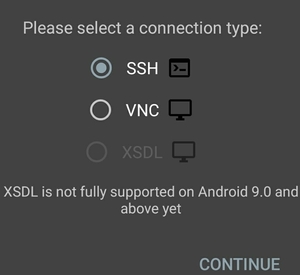 Please select a connection type:
SSH
VNC
XSDL
XSDL is not fully supported on Android 9.0 and
above yet
CONTINUE